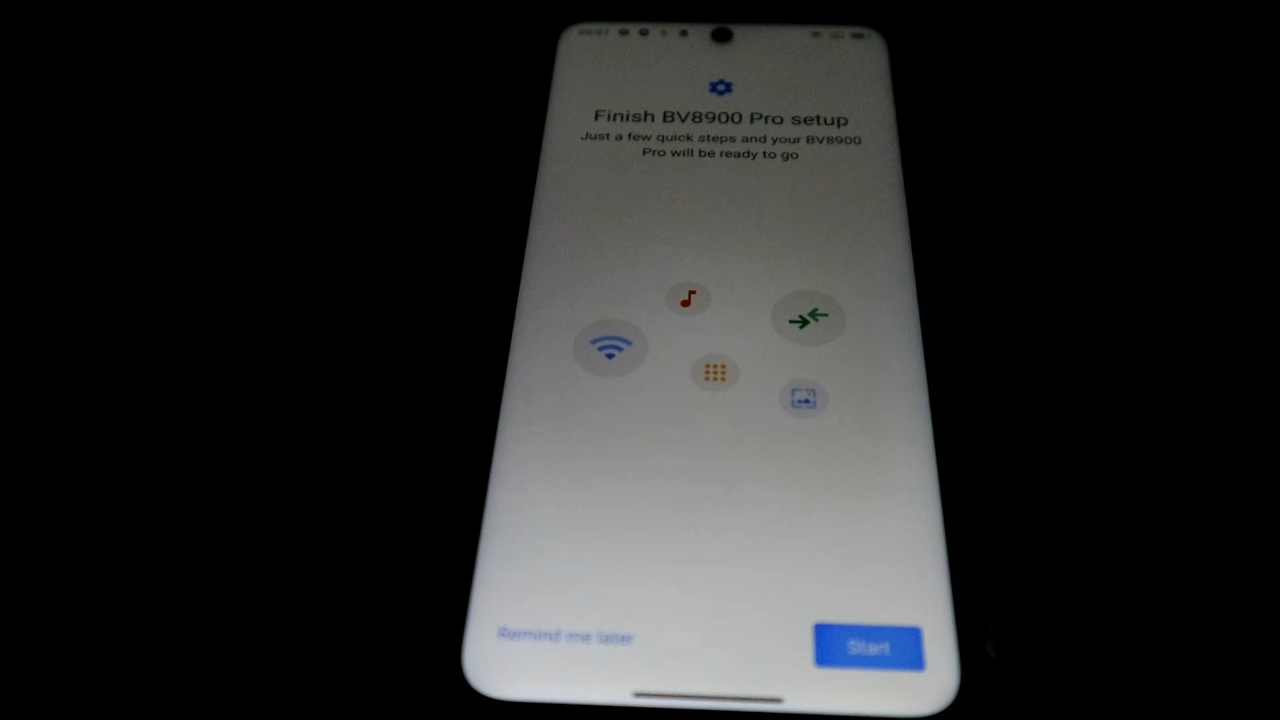 Finish BV8900 Pro setup
Just a few quick steps and your BV8900
Pro will be ready to go
Remind me later
Start